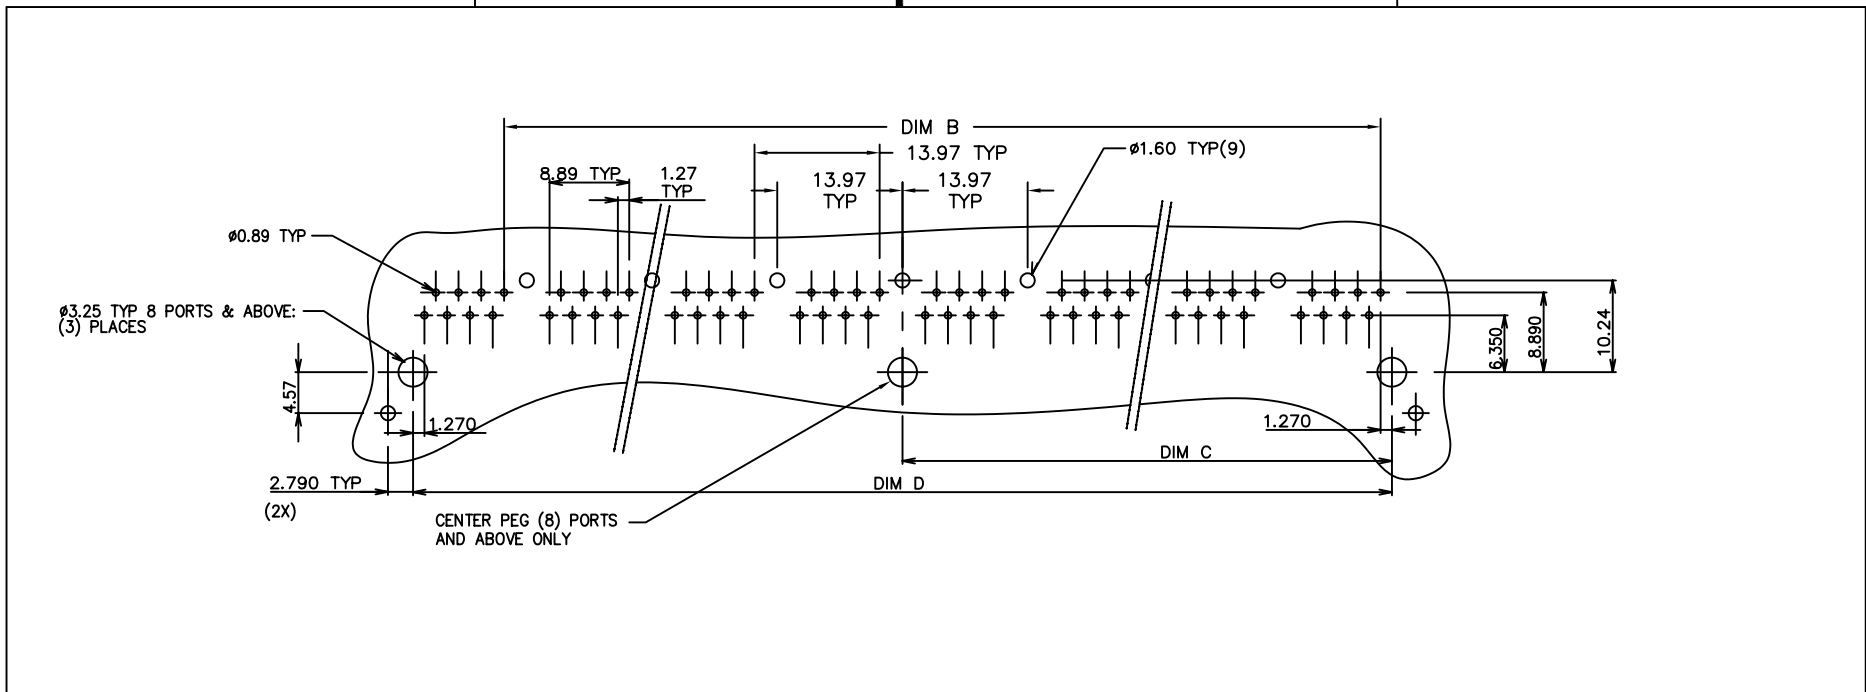 DIM B
13.97 TYP
ø1.60 TYP(9)
8.89 TYP
1.27
TYP
13.97
TYP
13.97
TYP
ø0.89 TYP
ø3.25 TYP 8 PORTS & ABOVE:
(3) PLACES
6.350
8.890
10.24
4.57
1.270
1.270
DIM C
2.790 TYP
(2X)
DIM D
CENTER PEG (8) PORTS
AND ABOVE ONLY